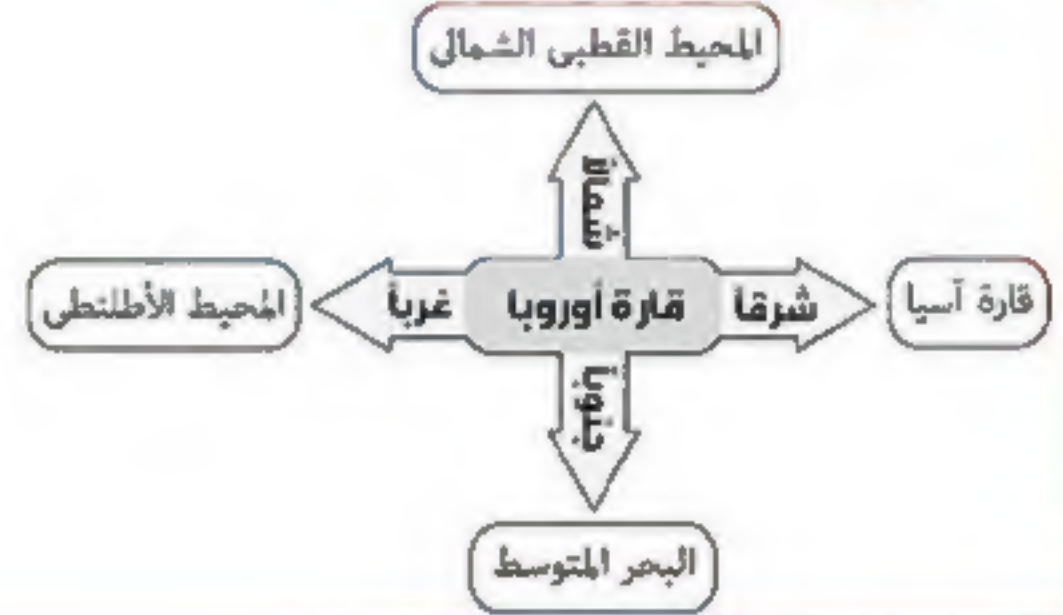 المحيط القطبى الشمالى
شمالاً
قارة آسيا
شرقاً
قارة أوروبا
غرباً
المحيط الأطلنطى
جنوباً
البحر المتوسط